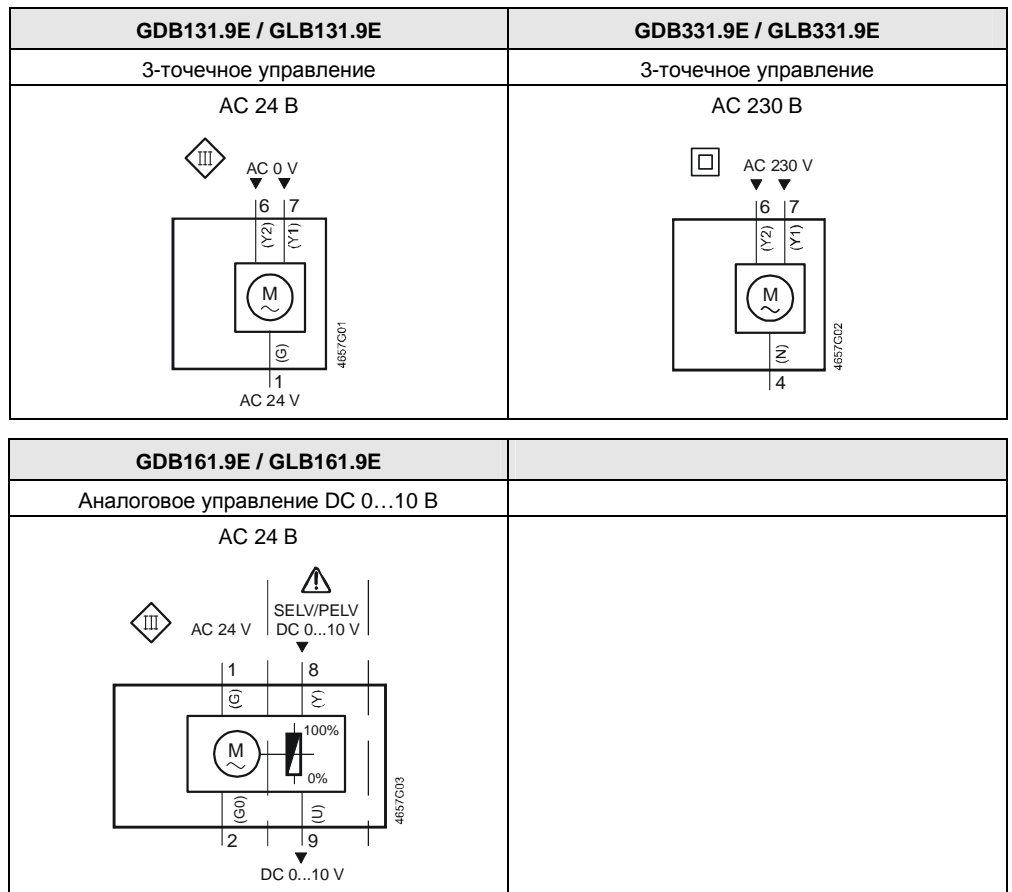 GDB131.9E / GLB131.9E
GDB331.9E / GLB331.9E
3-точечное управление
3-точечное управление
AC 24 В
AC 230 В
III
AC 0 V
6 7
(Y2) (Y1)
M
(G)
1
AC 24 V
4657G01
AC 230 V
6 7
(Y2) (Y1)
M
(N)
4
4657G02
GDB161.9E / GLB161.9E
Аналоговое управление DC 0…10 В
AC 24 В
III
AC 24 V
SELV/PELV
DC 0...10 V
1 8
(G) (Y)
M
100%
0%
(G0) (U)
2 9
DC 0...10 V
4657G03